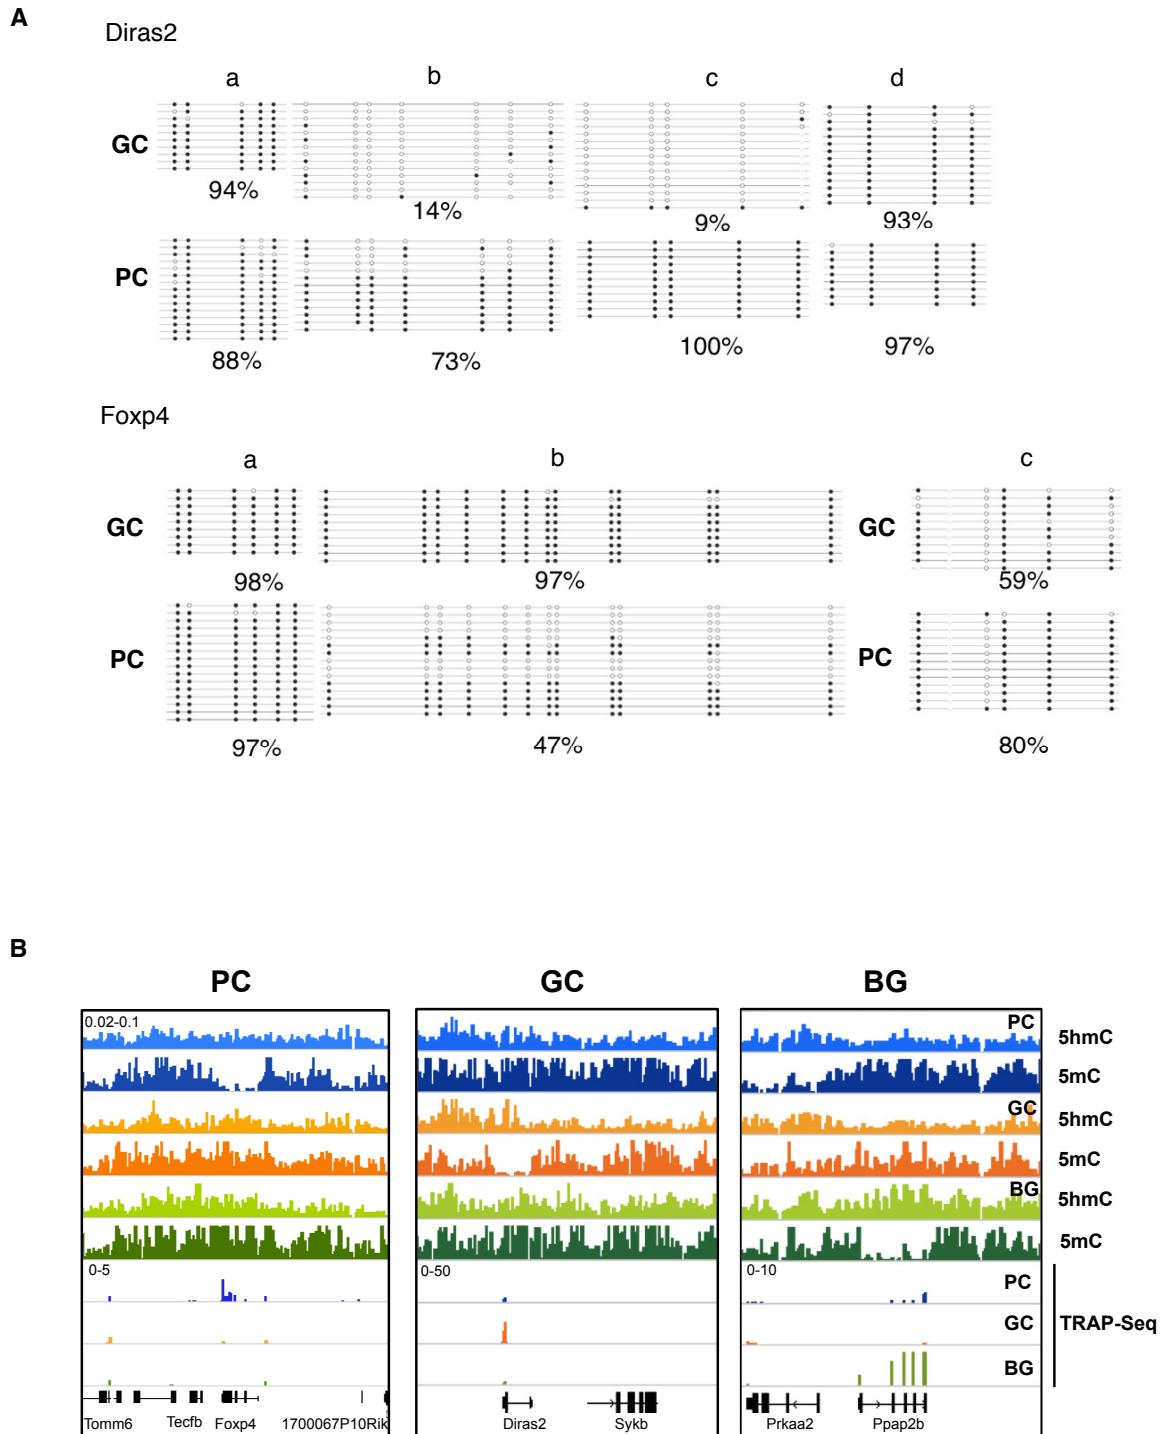 A
Diras2
a b c d
GC
94% 14% 9% 93%
PC
88% 73% 100% 97%
Foxp4
a b c
GC GC
98% 97% 59%
PC PC
97% 47% 80%
B
PC GC BG
0.02-0.1 PC 5hmC
5mC
GC 5hmC
5mC
BG 5hmC
5mC
0-5 0-50 0-10 PC
GC TRAP-Seq
BG
Tomm6 Tecfb Foxp4 1700067P10Rik Diras2 Sykb Prkaa2 Ppap2b